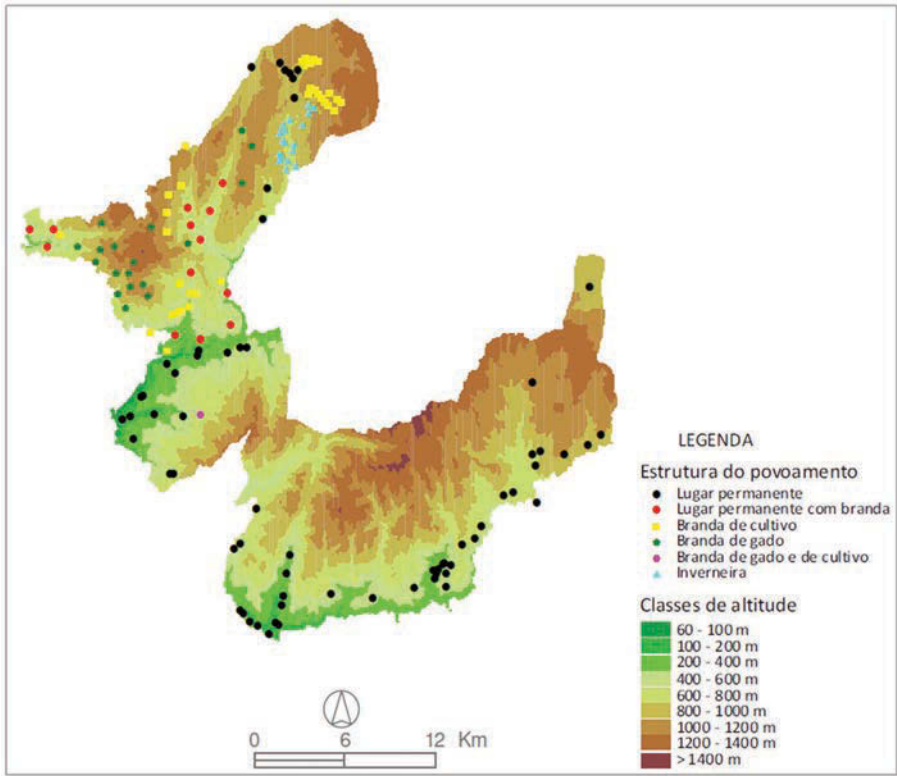 LEGENDA
Estrutura do povoamento
Lugar permanente
Lugar permanente com branda
Branda de cultivo
Branda de gado
Branda de gado e de cultivo
Inverneira
Classes de altitude
60 - 100 m
100 - 200 m
200 - 400 m
400 - 600 m
600 - 800 m
800 - 1000 m
1000 - 1200 m
1200 - 1400 m
> 1400 m
0 6 12 Km